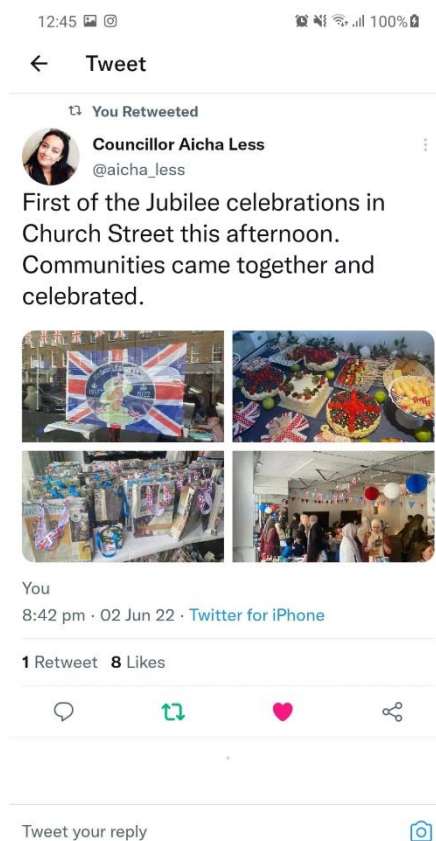 12:45 100%
Tweet
You Retweeted
Councillor Aicha Less
@aicha_less
First of the Jubilee celebrations in
Church Street this afternoon.
Communities came together and
celebrated.
You
8:42 pm · 02 Jun 22 · Twitter for iPhone
1 Retweet 8 Likes
Tweet your reply